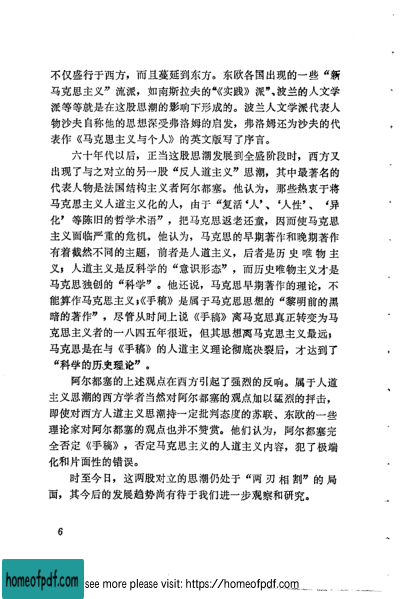 不仅盛行于西方，而且蔓延到东方。东欧各国出现的一些“新
马克思主义”流派，如南斯拉夫的“《实践》派”、波兰的人文学
派等等就是在这股思潮的影响下形成的。波兰人文学派代表人
物沙夫自称他的思想深受弗洛姆的启发，弗洛姆还为沙夫的代
表作《马克思主义与个人》的英文版写了序言。
六十年代以后，正当这股思潮发展到全盛阶段时，西方又
出现了与之对立的另一股“反人道主义”思潮，其中最著名的
代表人物是法国结构主义者阿尔都塞。他认为，那些热衷于将
马克思主义人道主义化的人，由于“复活‘人’、‘人性’、‘异
化’等陈旧的哲学术语”，把马克思返老还童，因而使马克思
主义面临严重的危机。他认为，马克思的早期著作和晚期著作
有着截然不同的主题，前者是人道主义，后者是历史唯物主
义；人道主义是反科学的“意识形态”，而历史唯物主义才是
马克思独创的“科学”。他还说，马克思早期著作的理论，不
能算作马克思主义；《手稿》是属于马克思思想的“黎明前的黑
暗的著作”，尽管从时间上说《手稿》离马克思真正转变为马
克思主义者的一八四五年很近，但其思想离马克思主义最远；
马克思是在与《手稿》的人道主义理论彻底决裂后，才达到了
“科学的历史理论”。
阿尔都塞的上述观点在西方引起了强烈的反响。属于人道
主义思潮的西方学者当然对阿尔都塞的观点加以猛烈的抨击，
即使对西方人道主义思潮持一定批判态度的苏联、东欧的一些
理论家对阿尔都塞的观点也并不赞赏。他们认为，阿尔都塞完
全否定《手稿》，否定马克思主义的人道主义内容，犯了极端
化和片面性的错误。
时至今日，这两股对立的思潮仍处于“两刃相割”的局
面，其今后的发展趋势尚有待于我们进一步观察和研究。
6
homeofpdf.com
see more please visit: https://homeofpdf.com